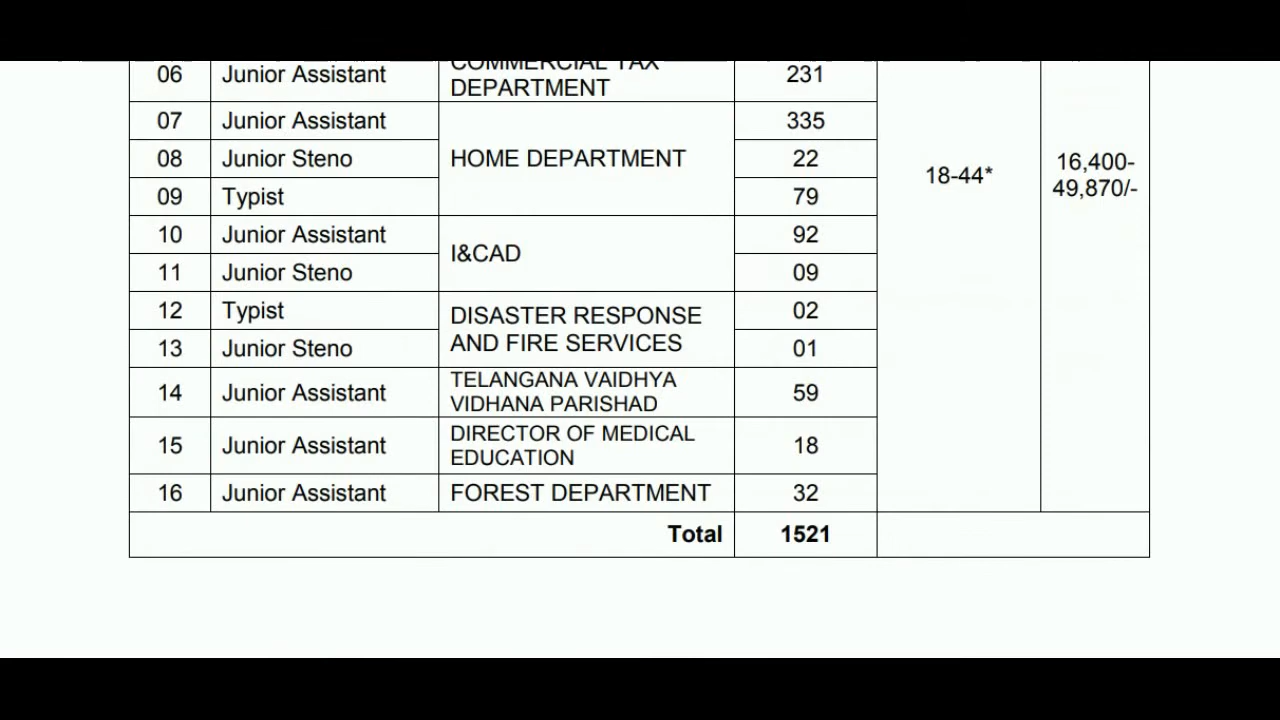 COMMERCIAL TAX
06 Junior Assistant DEPARTMENT 231
07 Junior Assistant 335
08 Junior Steno HOME DEPARTMENT 22
09 Typist 79
18-44*
16,400-
49,870/-
10 Junior Assistant 92
I&CAD
11 Junior Steno 09
12 Typist 02
DISASTER RESPONSE
AND FIRE SERVICES
13 Junior Steno 01
14 Junior Assistant TELANGANA VAIDHYA
VIDHANA PARISHAD 59
15 Junior Assistant DIRECTOR OF MEDICAL
EDUCATION 18
16 Junior Assistant FOREST DEPARTMENT 32
Total 1521